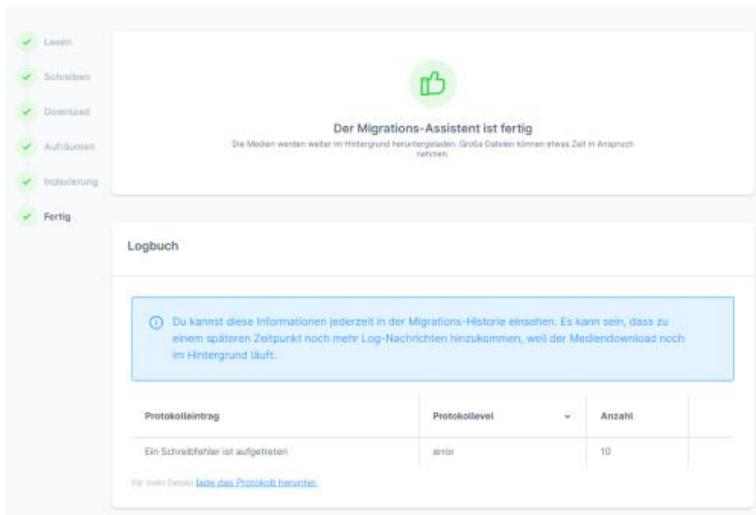 Lesen
Schreiben
Download
Aufräumen
Indexierung
Fertig
Der Migrations-Assistent ist fertig
Die Medien werden weiter im Hintergrund heruntergeladen. Große Dateien können etwas Zeit in Anspruch
nehmen.
Logbuch
Du kannst diese Informationen jederzeit in der Migrations-Historie einsehen. Es kann sein, dass zu
einem späteren Zeitpunkt noch mehr Log-Nachrichten hinzukommen, weil der Mediendownload noch
im Hintergrund läuft.
Protokolleintrag Protokollevel Anzahl
Ein Schreibfehler ist aufgetreten error 10
Für mehr Details lade das Protokoll herunter.